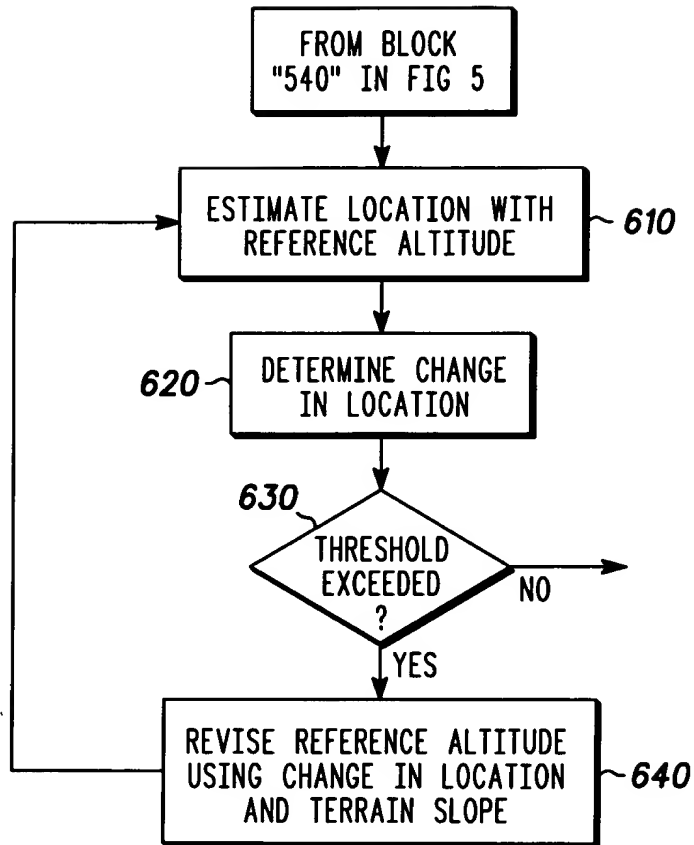 FROM BLOCK
"540" IN FIG 5
ESTIMATE LOCATION WITH
REFERENCE ALTITUDE
610
620
DETERMINE CHANGE
IN LOCATION
630
THRESHOLD
EXCEEDED
?
NO
YES
REVISE REFERENCE ALTITUDE
USING CHANGE IN LOCATION
AND TERRAIN SLOPE
640